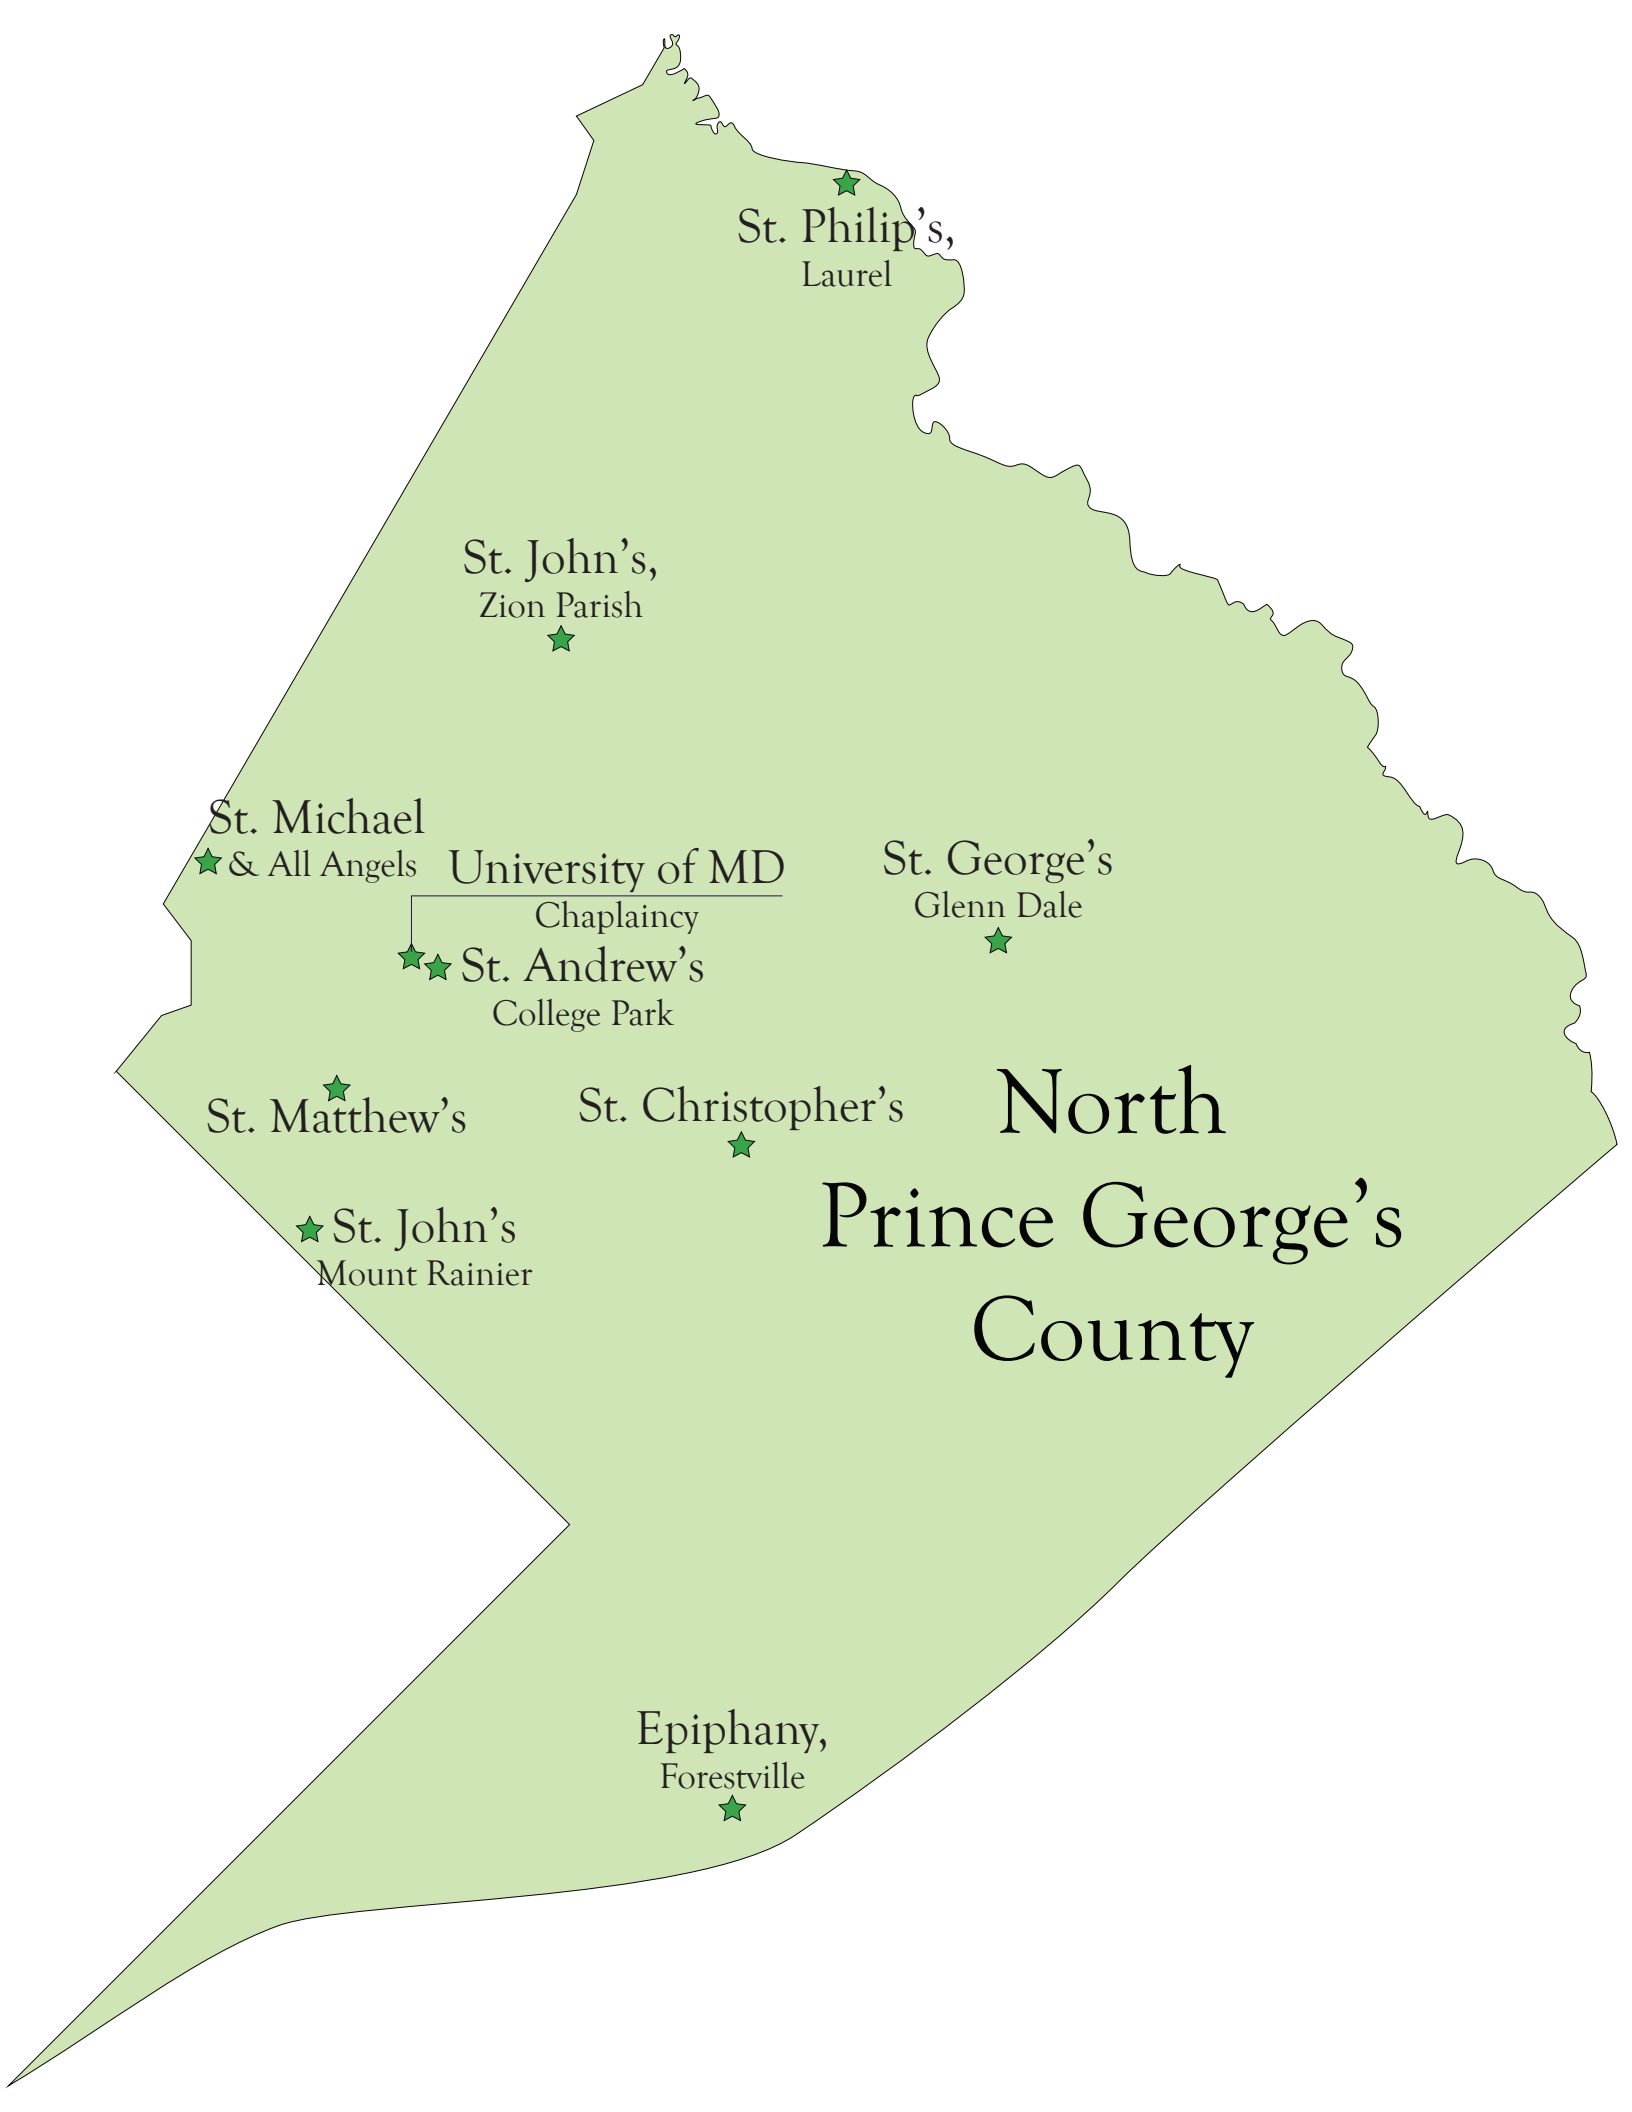 St. Philip’s,
Laurel
St. John’s,
Zion Parish
St. Michael
& All Angels
University of MD
Chaplaincy
St. George’s
Glenn Dale
St. Andrew’s
College Park
St. Matthew’s
St. Christopher’s
North
Prince George’s
County
St. John’s
Mount Rainier
Epiphany,
Forestville